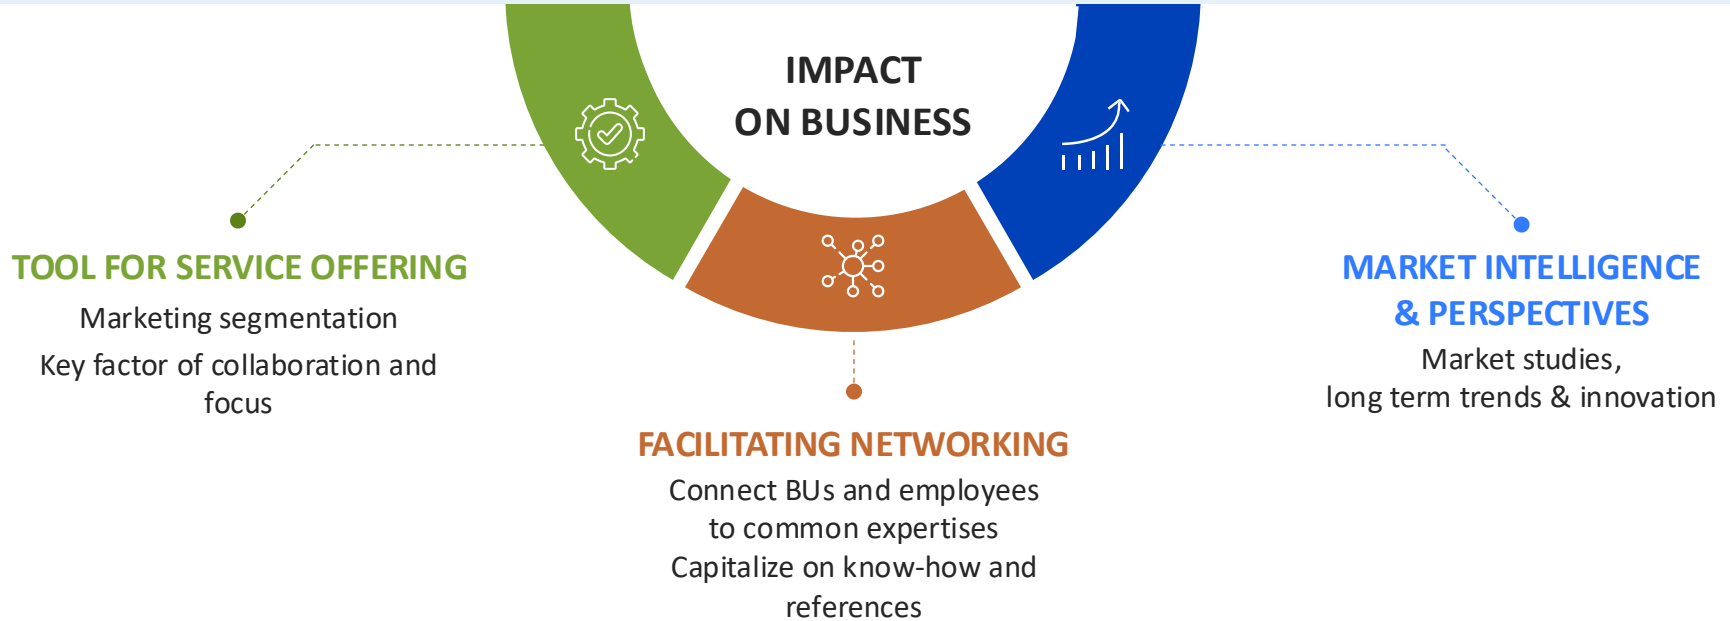 IMPACT
ON BUSINESS
TOOL FOR SERVICE OFFERING
Marketing segmentation
Key factor of collaboration and
focus
FACILITATING NETWORKING
Connect BUs and employees
to common expertises
Capitalize on know-how and
references
MARKET INTELLIGENCE
& PERSPECTIVES
Market studies,
long term trends & innovation